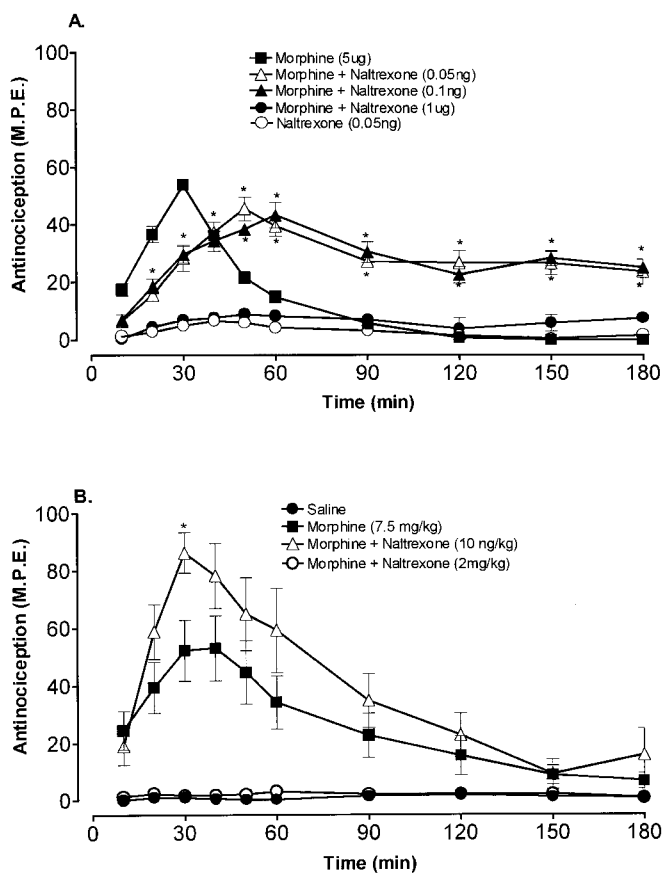 A.
Morphine (5ug)
Morphine + Naltrexone (0.05ng)
Morphine + Naltrexone (0.1ng)
Morphine + Naltrexone (1ug)
Naltrexone (0.05ng)
Antinociception (M.P.E.)
100
80
60
40
20
0
* * * * * * * * *
* * * * * *
0 30 60 90 120 150 180
Time (min)
B.
Saline
Morphine (7.5 mg/kg)
Morphine + Naltrexone (10 ng/kg)
Morphine + Naltrexone (2mg/kg)
Antinociception (M.P.E.)
100
80
60
40
20
0
*
0 30 60 90 120 150 180
Time (min)